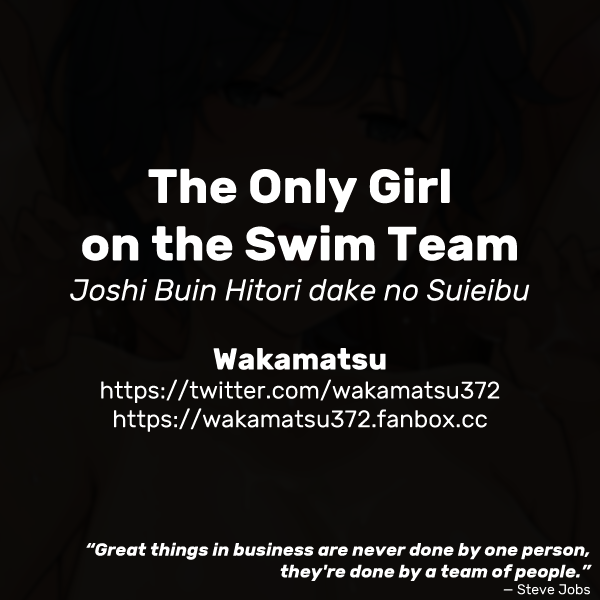 The Only Girl
on the Swim Team
Joshi Buin Hitori dake no Suieibu
Wakamatsu
https://twitter.com/wakamatsu372
https://wakamatsu372.fanbox.cc
“Great things in business are never done by one person,
they're done by a team of people.”
— Steve Jobs